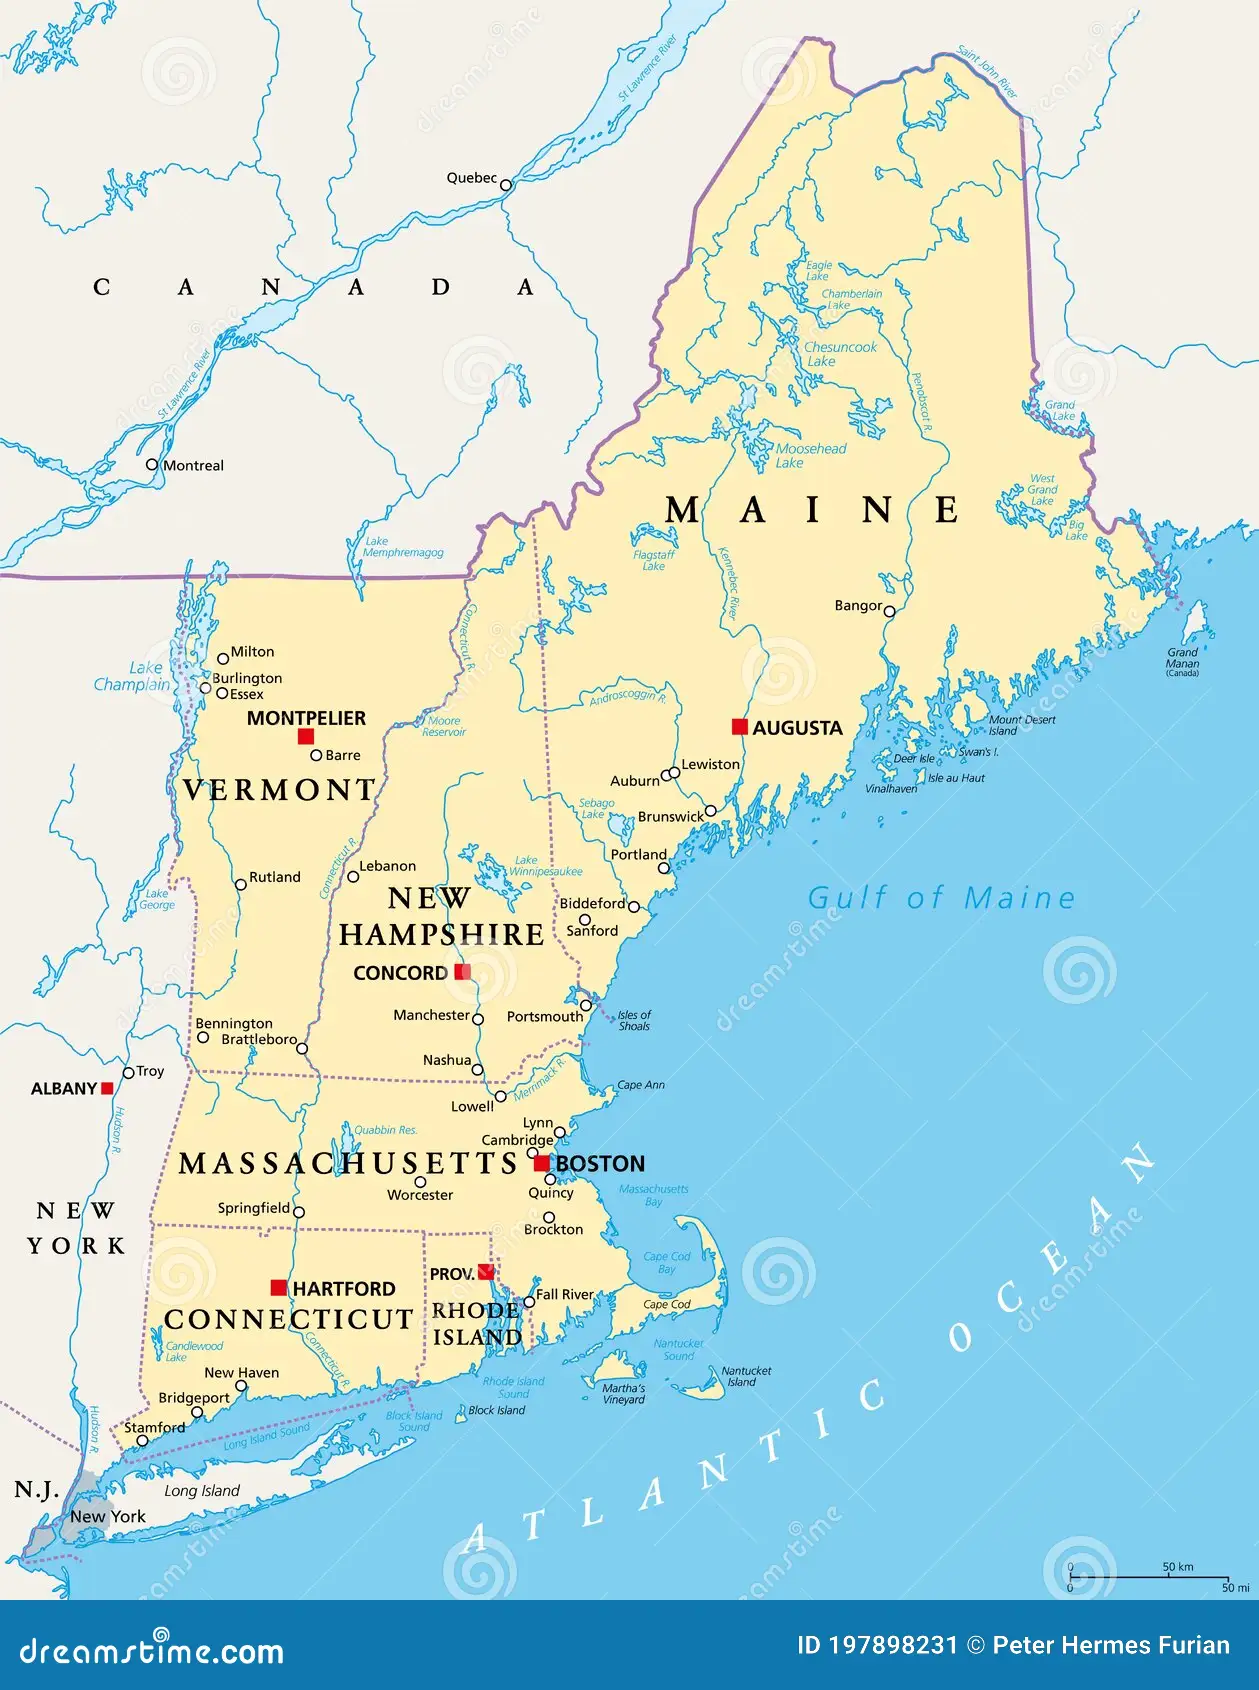 St Lawrence River
Saint John River
Quebec
C A N A D A
Eagle
Lake
Chamberlain
Lake
Chesuncook
Lake
St Lawrence River
Penobscot R.
Grand
Lake
Montreal
Moosehead
Lake
West
Grand
Lake
M A I N E
Big
Lake
Lake
Memphremagog
Flagstaff
Lake
Kennebec River
Bangor
Connecticut R.
Milton
Grand
Manan
(Canada)
Lake
Champlain
Burlington
Essex
Androscoggin R.
MONTPELIER
Moore
Reservoir
AUGUSTA
Mount Desert
Island
Barre
Deer Isle
Swan's I.
Lewiston
Auburn
Isle au Haut
Vinalhaven
VERMONT
Sebago
Lake
Brunswick
Portland
Connecticut R.
Lebanon
Lake
Winnipesaukee
Rutland
Lake
George
NEW
HAMPSHIRE
Biddeford
Sanford
Gulf of Maine
CONCORD
Manchester
Portsmouth
Isles of
Shoals
Bennington
Brattleboro
Nashua
Merrimack R.
Troy
ALBANY
Cape Ann
Lowell
Hudson R.
Lynn
Quabbin Res.
Cambridge
MASSACHUSETTS
BOSTON
Worcester
Quincy
Massachusetts
Bay
Springfield
Brockton
NEW
YORK
Cape Cod
Bay
PROV.
HARTFORD
Fall River
Cape Cod
CONNECTICUT
RHODE
ISLAND
Candlewood
Lake
Connecticut R.
Nantucket
Sound
New Haven
Rhode Island
Sound
Martha's
Vineyard
Nantucket
Island
Bridgeport
Block Island
Block Island
Sound
Stamford
Hudson R.
Long Island Sound
N.J.
Long Island
New York
ATLANTIC OCEAN
0 50 km
0 50 mi
dreamstime.com
ID 197898231 © Peter Hermes Furian